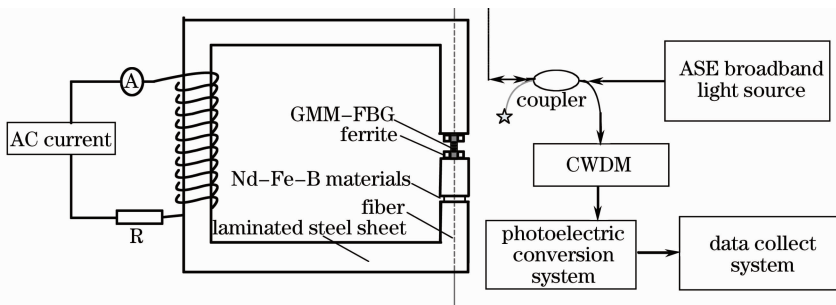 A
AC current
R
GMM-FBG
ferrite
Nd-Fe-B materials
fiber
laminated steel sheet
coupler
ASE broadband
light source
CWDM
photoelectric
conversion
system
data collect
system